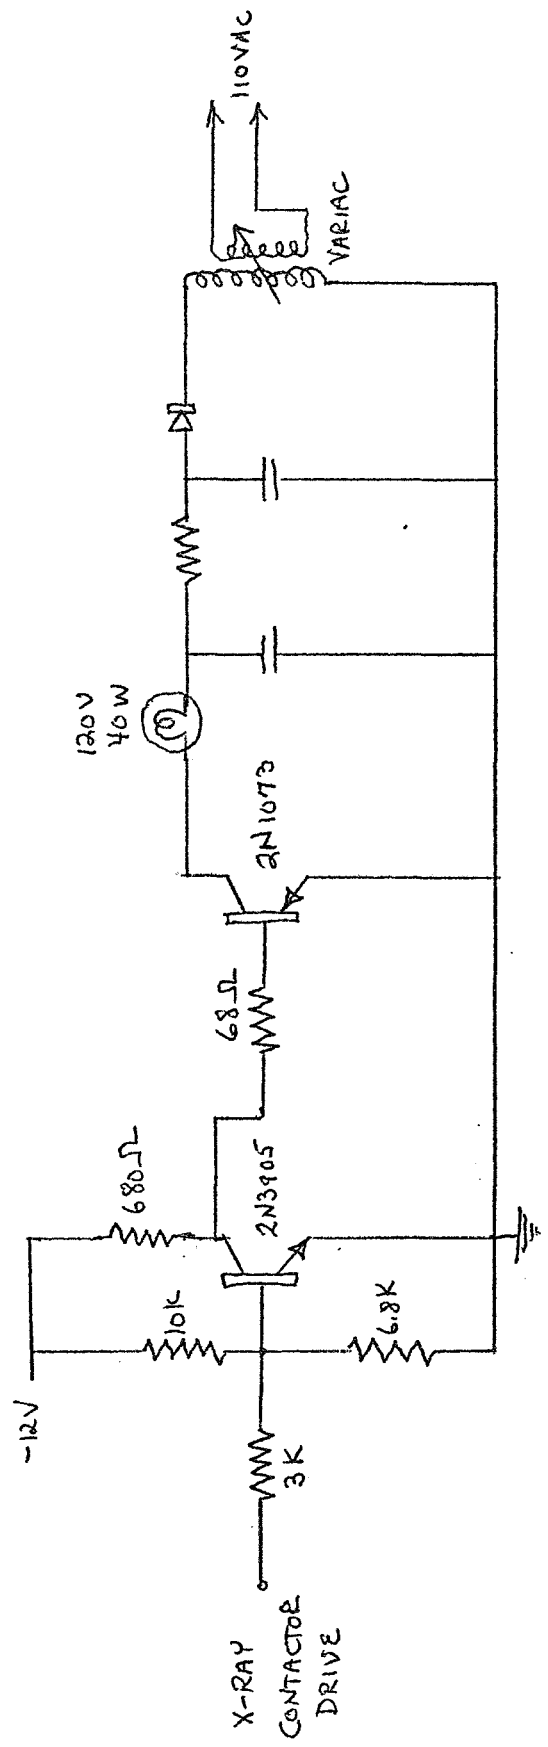 -12V
X-RAY
CONTACTOR
DRIVE
3K
10K
6.8K
680Ω
2N3905
68Ω
2N1073
120V
40W
VARIAC
110VAC